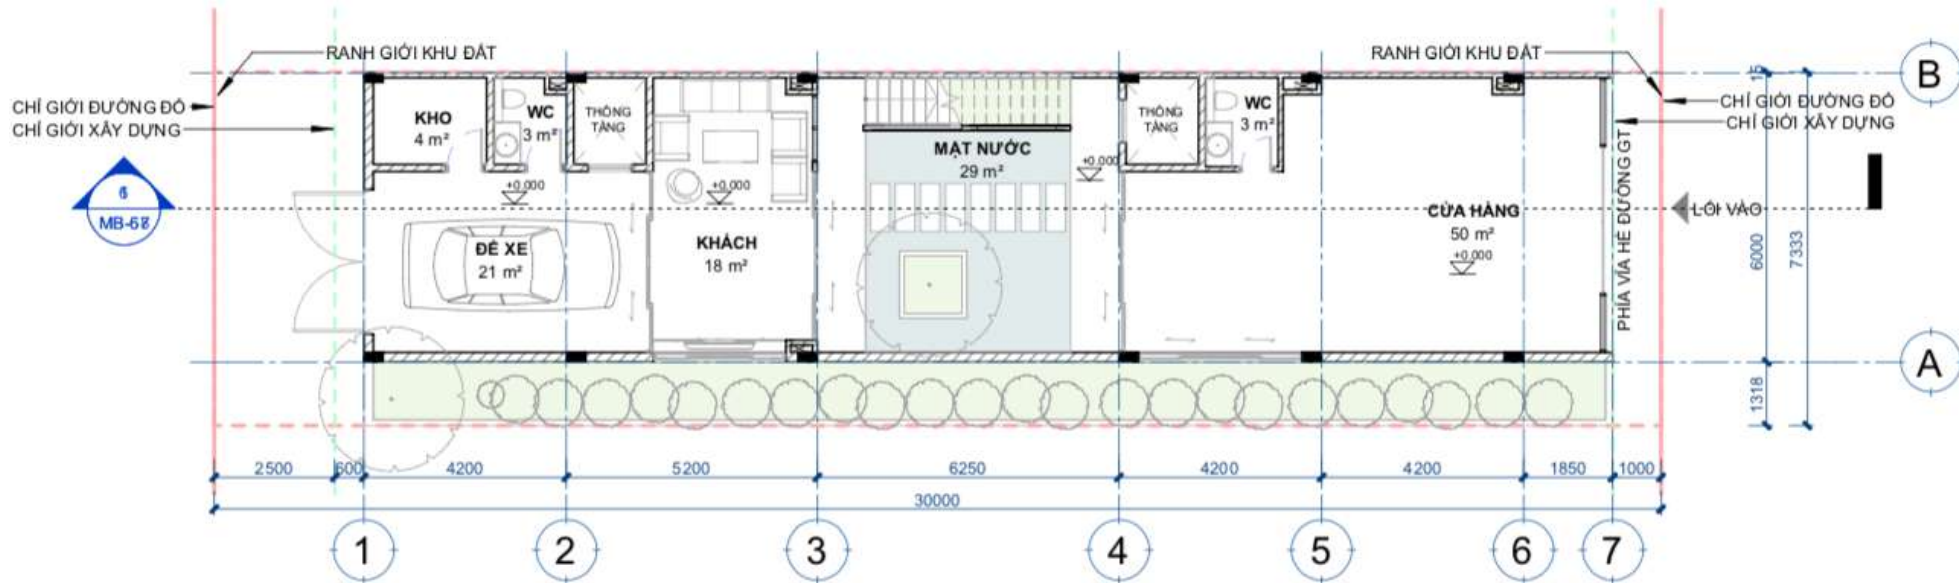 RANH GIỚI KHU ĐẤT
RANH GIỚI KHU ĐẤT
B
CHỈ GIỚI ĐƯỜNG ĐỎ
CHỈ GIỚI XÂY DỰNG
KHO
4 m²
WC
3 m²
THÔNG
TẦNG
THÔNG
TẦNG
WC
3 m²
15
CHỈ GIỚI ĐƯỜNG ĐỎ
CHỈ GIỚI XÂY DỰNG
MẶT NƯỚC
29 m²
+0,000
+0,000
+0,000
6
MB-6
ĐỂ XE
21 m²
KHÁCH
18 m²
CỬA HÀNG
50 m²
+0,000
PHÍA VỈA HÈ ĐƯỜNG GT
LỐI VÀO
6000
7333
A
1318
2500
600
4200
5200
6250
4200
4200
1850
1000
30000
1
2
3
4
5
6
7